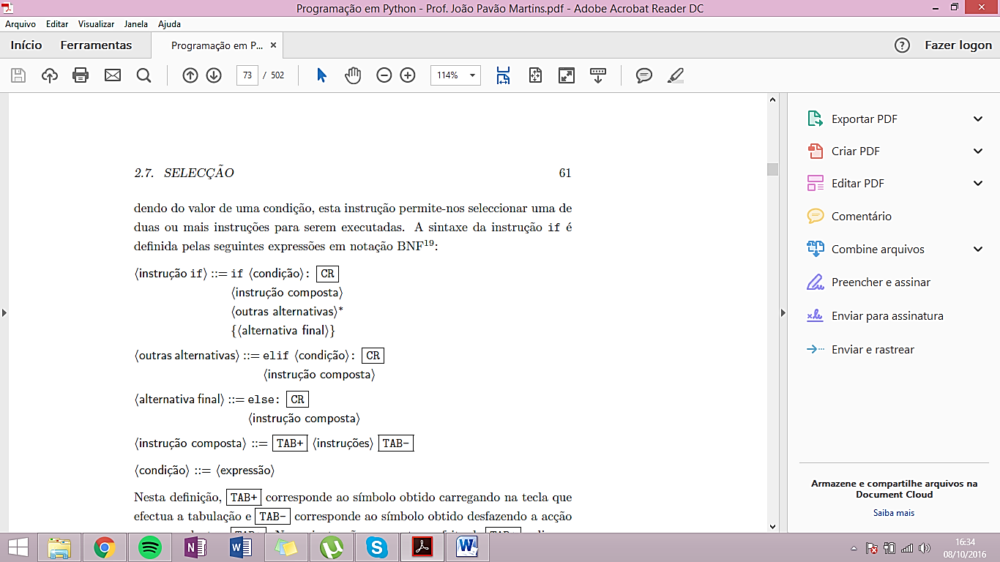 Programação em Python - Prof. João Pavão Martins.pdf - Adobe Acrobat Reader DC
Arquivo Editar Visualizar Janela Ajuda
Início Ferramentas Programação em P... × Fazer logon
73 / 502 114%
2.7. SELECÇÃO 61
dendo do valor de uma condição, esta instrução permite-nos seleccionar uma de
duas ou mais instruções para serem executadas. A sintaxe da instrução if é
definida pelas seguintes expressões em notação BNF19:
⟨instrução if⟩ ::= if ⟨condição⟩: CR
⟨instrução composta⟩
⟨outras alternativas⟩*
{⟨alternativa final⟩}
⟨outras alternativas⟩ ::= elif ⟨condição⟩: CR
⟨instrução composta⟩
⟨alternativa final⟩ ::= else: CR
⟨instrução composta⟩
⟨instrução composta⟩ ::= TAB+ ⟨instruções⟩ TAB-
⟨condição⟩ ::= ⟨expressão⟩
Nesta definição, TAB+ corresponde ao símbolo obtido carregando na tecla que
efectua a tabulação e TAB- corresponde ao símbolo obtido desfazendo a acção
Exportar PDF
Criar PDF
Editar PDF
Comentário
Combine arquivos
Preencher e assinar
Enviar para assinatura
Enviar e rastrear
Armazene e compartilhe arquivos na
Document Cloud
Saiba mais
16:34
08/10/2016